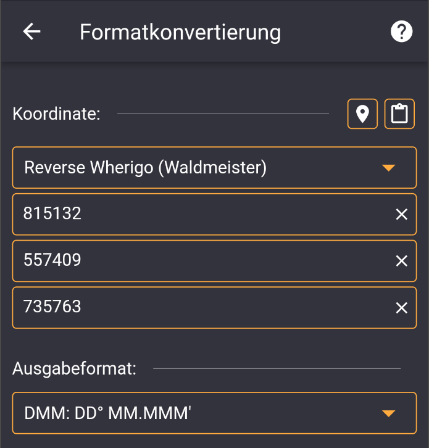 Formatkonvertierung
Koordinate:
Reverse Wherigo (Waldmeister)
815132
557409
735763
Ausgabeformat:
DMM: DD° MM.MMM'